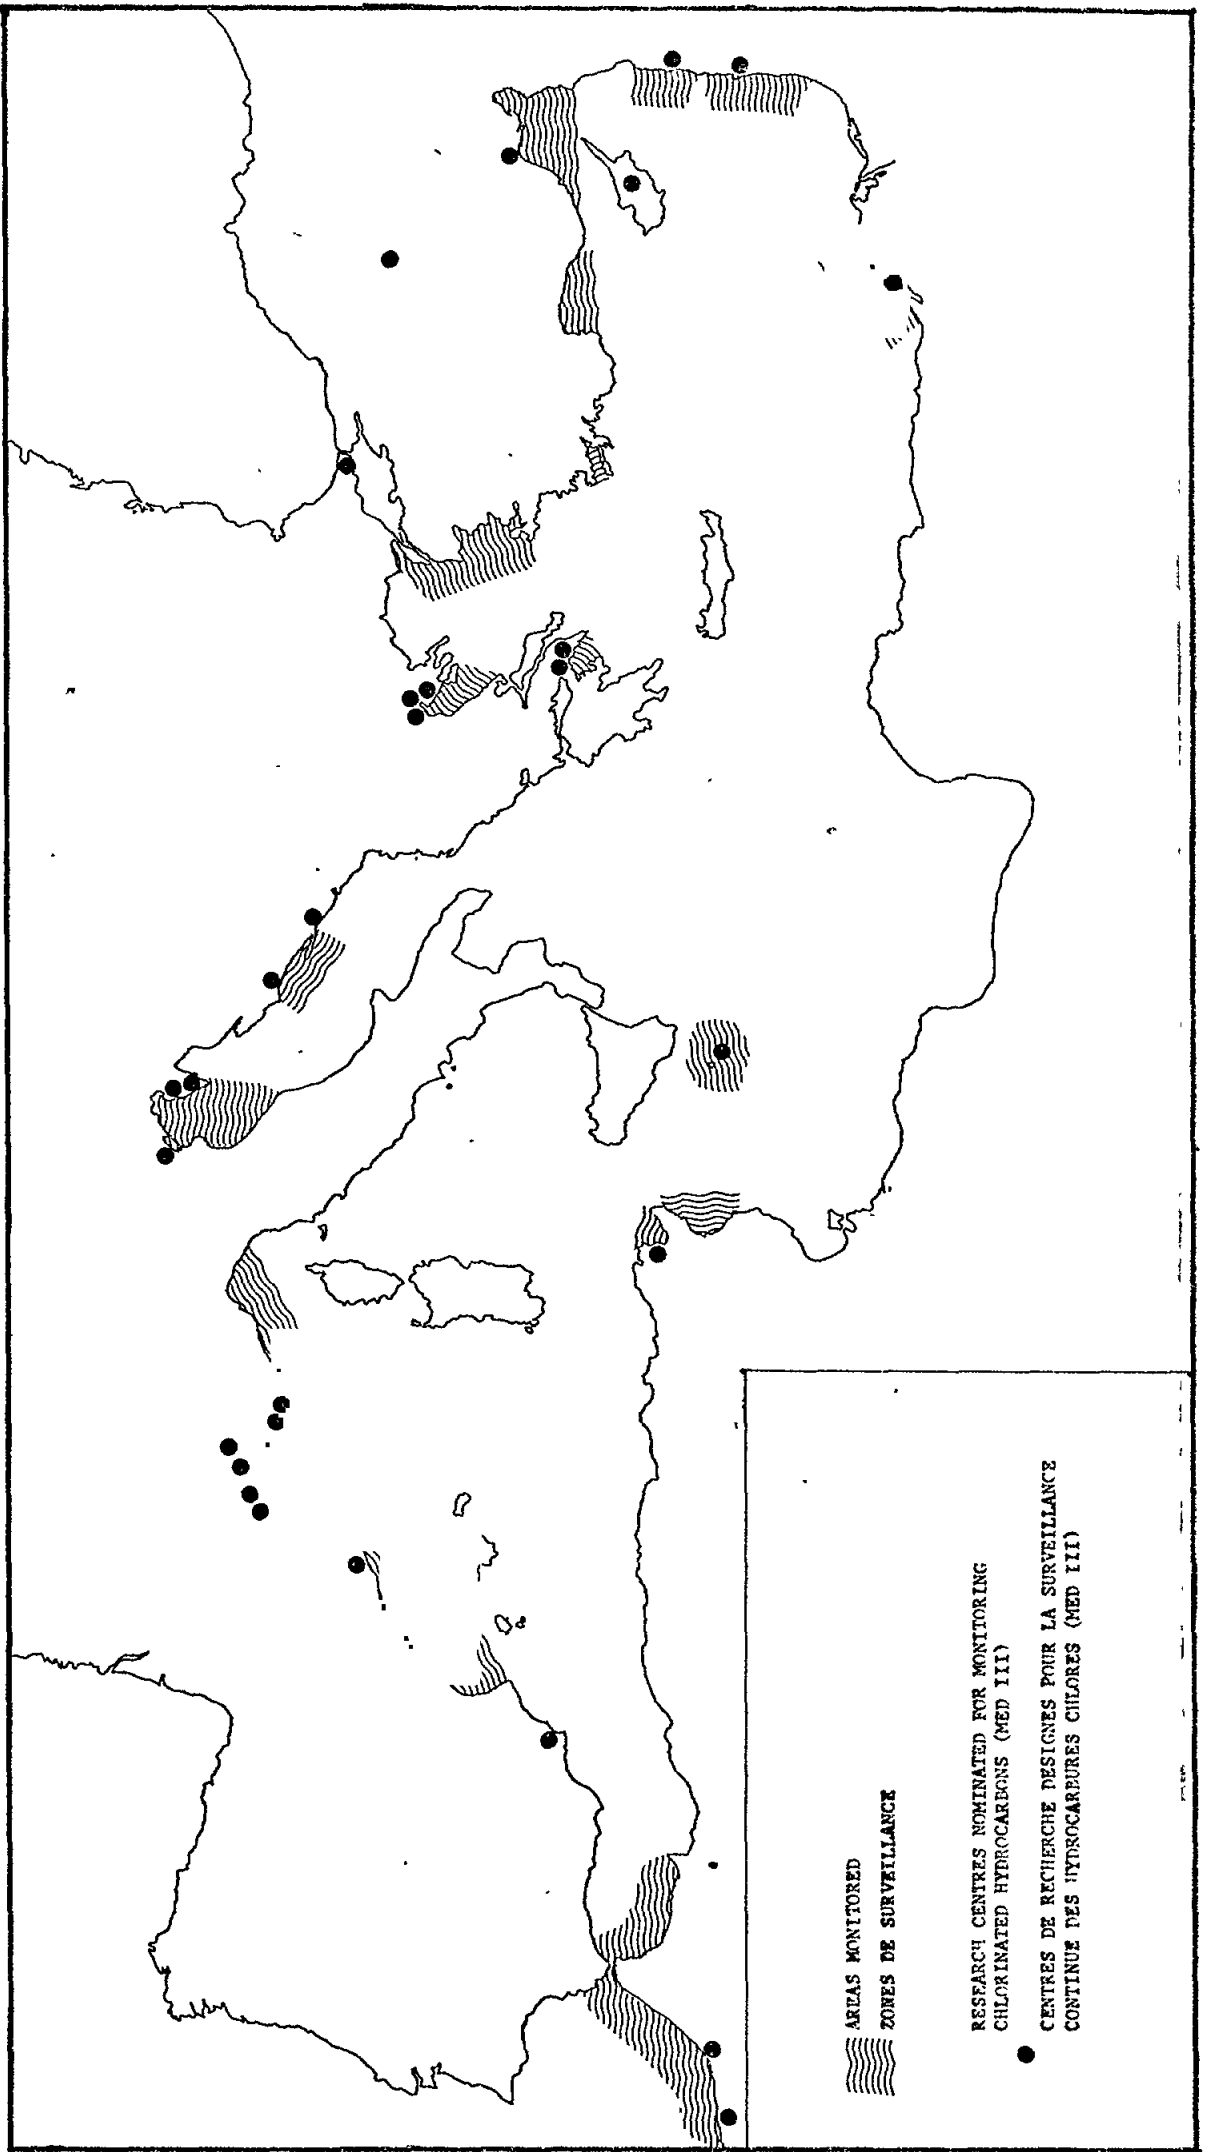 AREAS MONITORED
ZONES DE SURVEILLANCE
RESEARCH CENTRES NOMINATED FOR MONITORING
CHLORINATED HYDROCARBONS (MED III)
CENTRES DE RECHERCHE DESIGNES POUR LA SURVEILLANCE
CONTINUE DES HYDROCARBURES CHLORES (MED III)